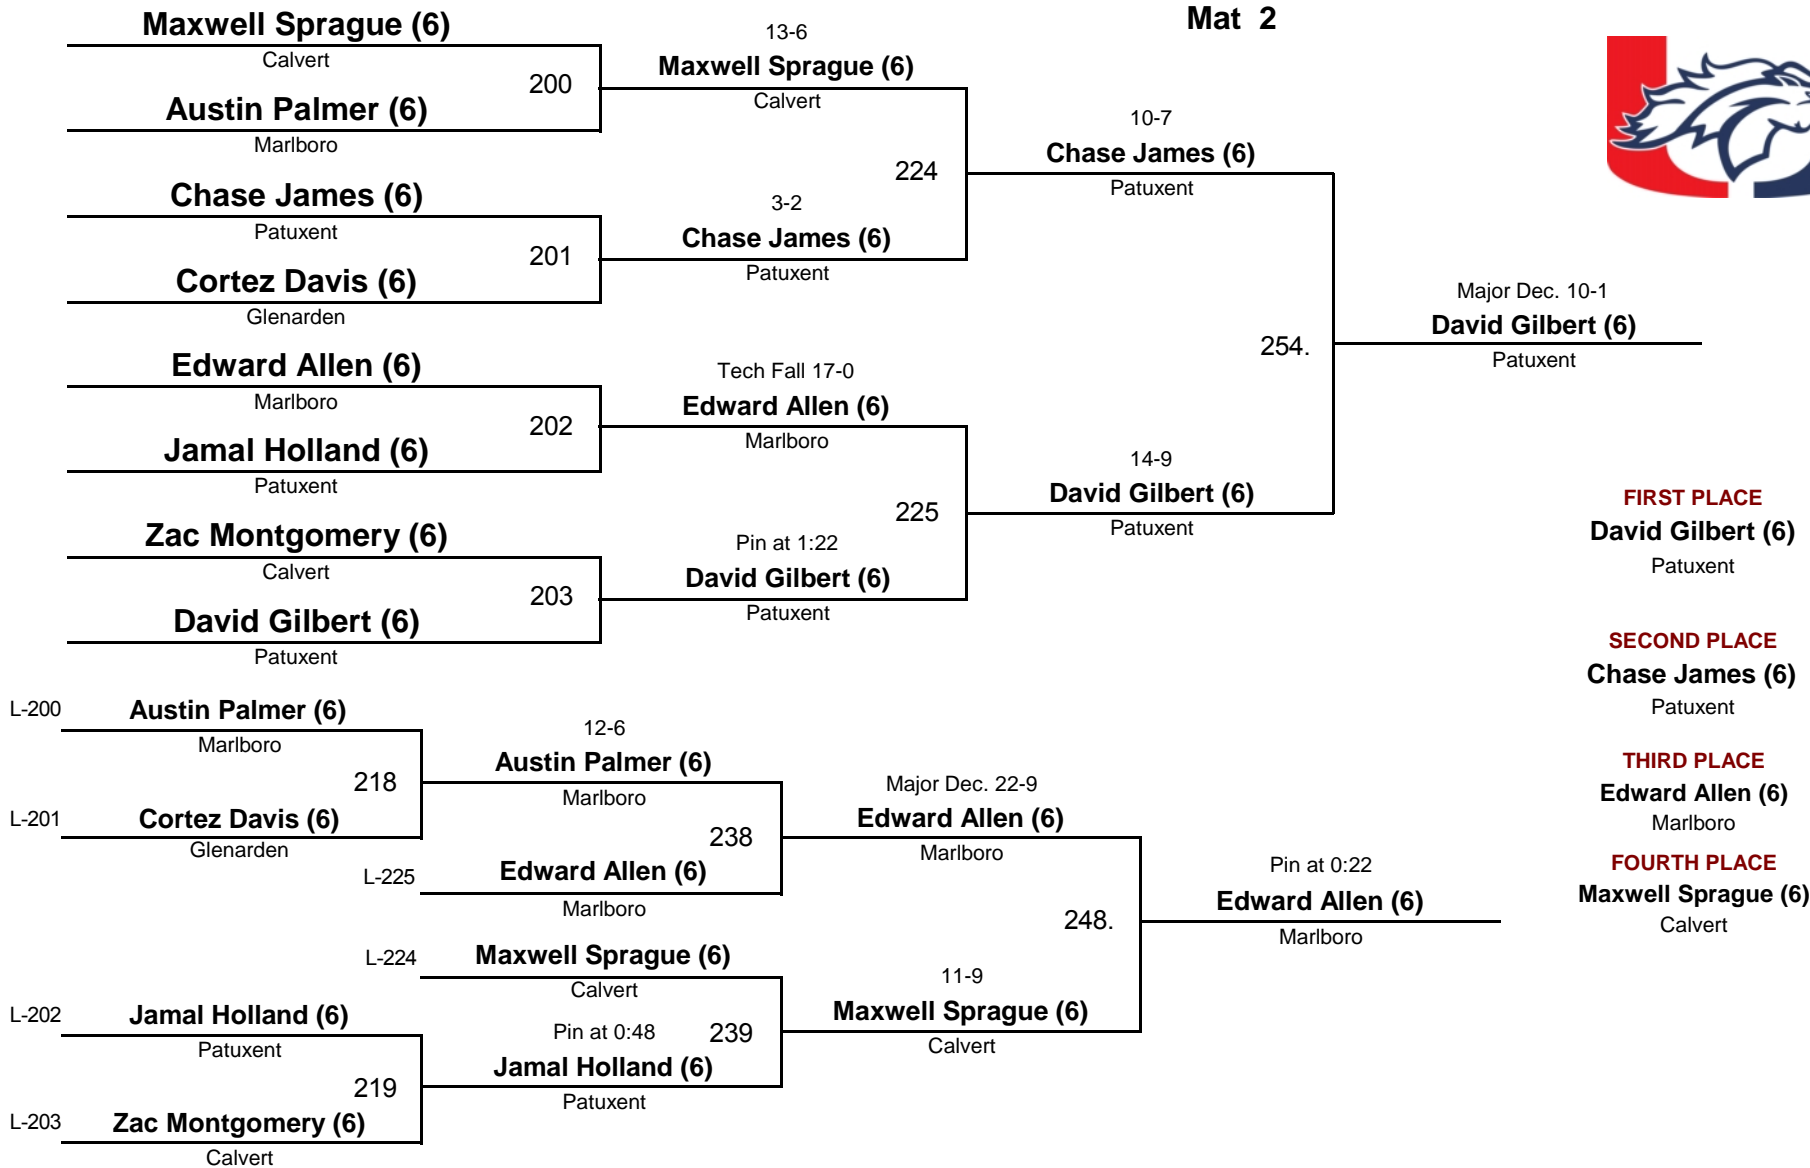 Mat 2
Maxwell Sprague (6)
Calvert
200
Austin Palmer (6)
Marlboro
Chase James (6)
Patuxent
201
Cortez Davis (6)
Glenarden
Edward Allen (6)
Marlboro
202
Jamal Holland (6)
Patuxent
Zac Montgomery (6)
Calvert
203
David Gilbert (6)
Patuxent
13-6
Maxwell Sprague (6)
Calvert
224
3-2
Chase James (6)
Patuxent
Tech Fall 17-0
Edward Allen (6)
Marlboro
225
Pin at 1:22
David Gilbert (6)
Patuxent
10-7
Chase James (6)
Patuxent
254.
14-9
David Gilbert (6)
Patuxent
Major Dec. 10-1
David Gilbert (6)
Patuxent
L-200
Austin Palmer (6)
Marlboro
218
L-201
Cortez Davis (6)
Glenarden
12-6
Austin Palmer (6)
Marlboro
238
L-225
Edward Allen (6)
Marlboro
L-224
Maxwell Sprague (6)
Calvert
239
L-202
Jamal Holland (6)
Patuxent
219
L-203
Zac Montgomery (6)
Calvert
Pin at 0:48
Jamal Holland (6)
Patuxent
Major Dec. 22-9
Edward Allen (6)
Marlboro
248.
11-9
Maxwell Sprague (6)
Calvert
Pin at 0:22
Edward Allen (6)
Marlboro
FIRST PLACE
David Gilbert (6)
Patuxent
SECOND PLACE
Chase James (6)
Patuxent
THIRD PLACE
Edward Allen (6)
Marlboro
FOURTH PLACE
Maxwell Sprague (6)
Calvert